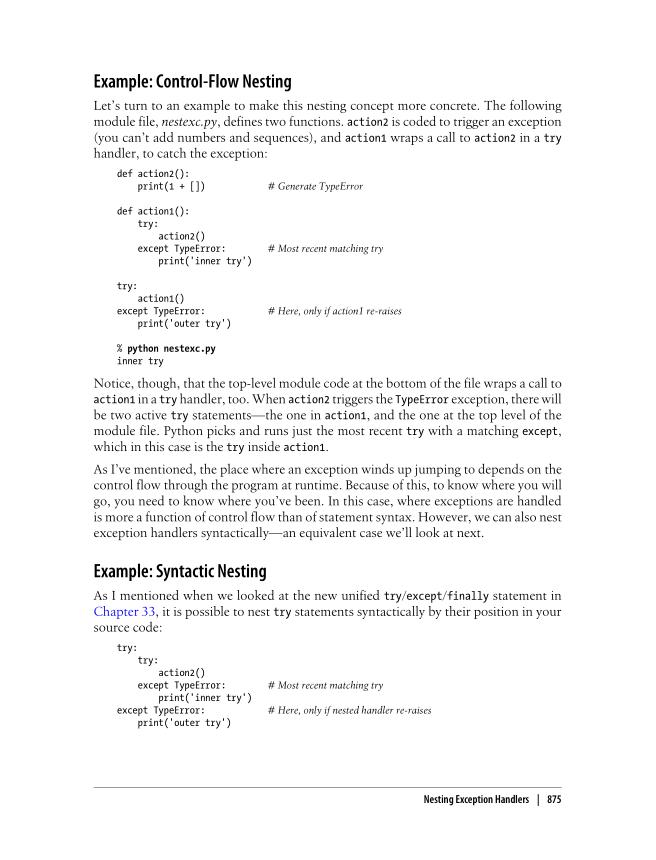 Example: Control-Flow Nesting
Let’s turn to an example to make this nesting concept more concrete. The following
module file, nestexc.py, defines two functions. action2 is coded to trigger an exception
(you can’t add numbers and sequences), and action1 wraps a call to action2 in a try
handler, to catch the exception:
def action2():
    print(1 + [])           # Generate TypeError
def action1():
    try:
        action2()
    except TypeError:       # Most recent matching try
        print('inner try')
try:
    action1()
except TypeError:           # Here, only if action1 re-raises
    print('outer try')
% python nestexc.py
inner try
Notice, though, that the top-level module code at the bottom of the file wraps a call to
action1 in a try handler, too. When action2 triggers the TypeError exception, there will
be two active try statements—the one in action1, and the one at the top level of the
module file. Python picks and runs just the most recent try with a matching except,
which in this case is the try inside action1.
As I’ve mentioned, the place where an exception winds up jumping to depends on the
control flow through the program at runtime. Because of this, to know where you will
go, you need to know where you’ve been. In this case, where exceptions are handled
is more a function of control flow than of statement syntax. However, we can also nest
exception handlers syntactically—an equivalent case we’ll look at next.
Example: Syntactic Nesting
As I mentioned when we looked at the new unified try/except/finally statement in
Chapter 33, it is possible to nest try statements syntactically by their position in your
source code:
try:
    try:
        action2()
    except TypeError:       # Most recent matching try
        print('inner try')
except TypeError:           # Here, only if nested handler re-raises
    print('outer try')
Nesting Exception Handlers | 875